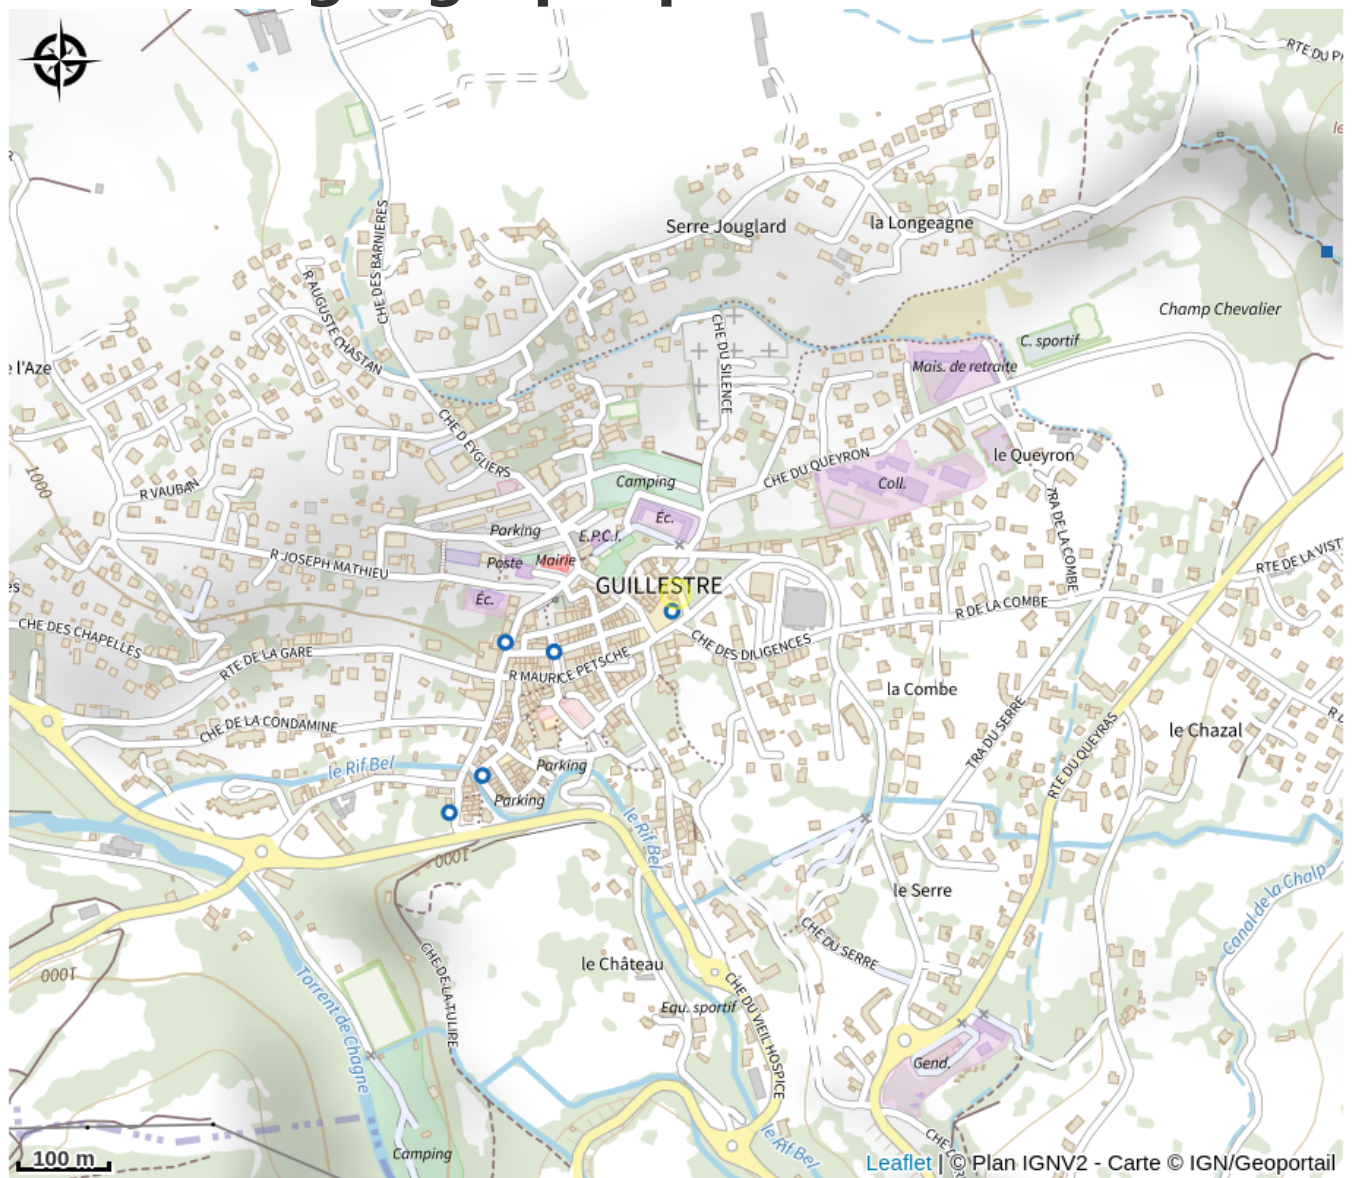 RTE DU P
le
CHE DES BARNIERES
Serre Jouglard
la Longeagne
R AUGUSTE CHASTAN
Champ Chevalier
CHE DU SILENCE
C. sportif
e l'Aze
Mais. de retraite
CHE D EYGLIERS
1000
R VAUBAN
Camping
CHE DU QUEYRON
Coll.
le Queyron
TRA DE LA COMBE
Parking
Éc.
E.P.C.I.
R JOSEPH MATHIEU
Poste
Mairie
RTE DE LA VIST
es
GUILLESTRE
Éc.
R DE LA COMBE
CHE DES CHAPELLES
CHE DES DILIGENCES
RTE DE LA GARE
R MAURICE PETSCHE
la Combe
CHE DE LA CONDAMINE
TRA DU SERRE
RTE DU QUEYRAS
le Chazal
le Rif Bel
Parking
Parking
le Rif Bel
1000
le Serre
Canal de la Chalp
CHE DU SERRE
CHE DE LA TULIPE
le Château
1000
Torrent de Chagne
CHE DU VIEIL HOSPICE
Equ. sportif
Gend.
le Rif Bel
Camping
100 m
Leaflet | © Plan IGNV2 - Carte © IGN/Geoportail